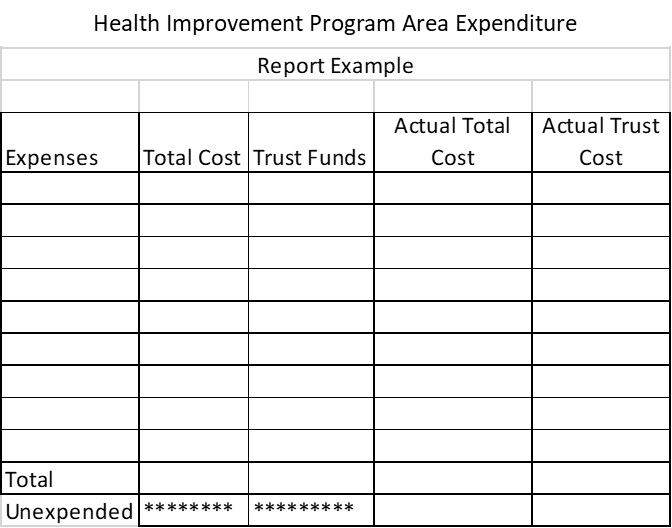 Health Improvement Program Area Expenditure
Report Example
Actual Total Actual Trust
Expenses Total Cost Trust Funds Cost Cost
Total
Unexpended ******** *********